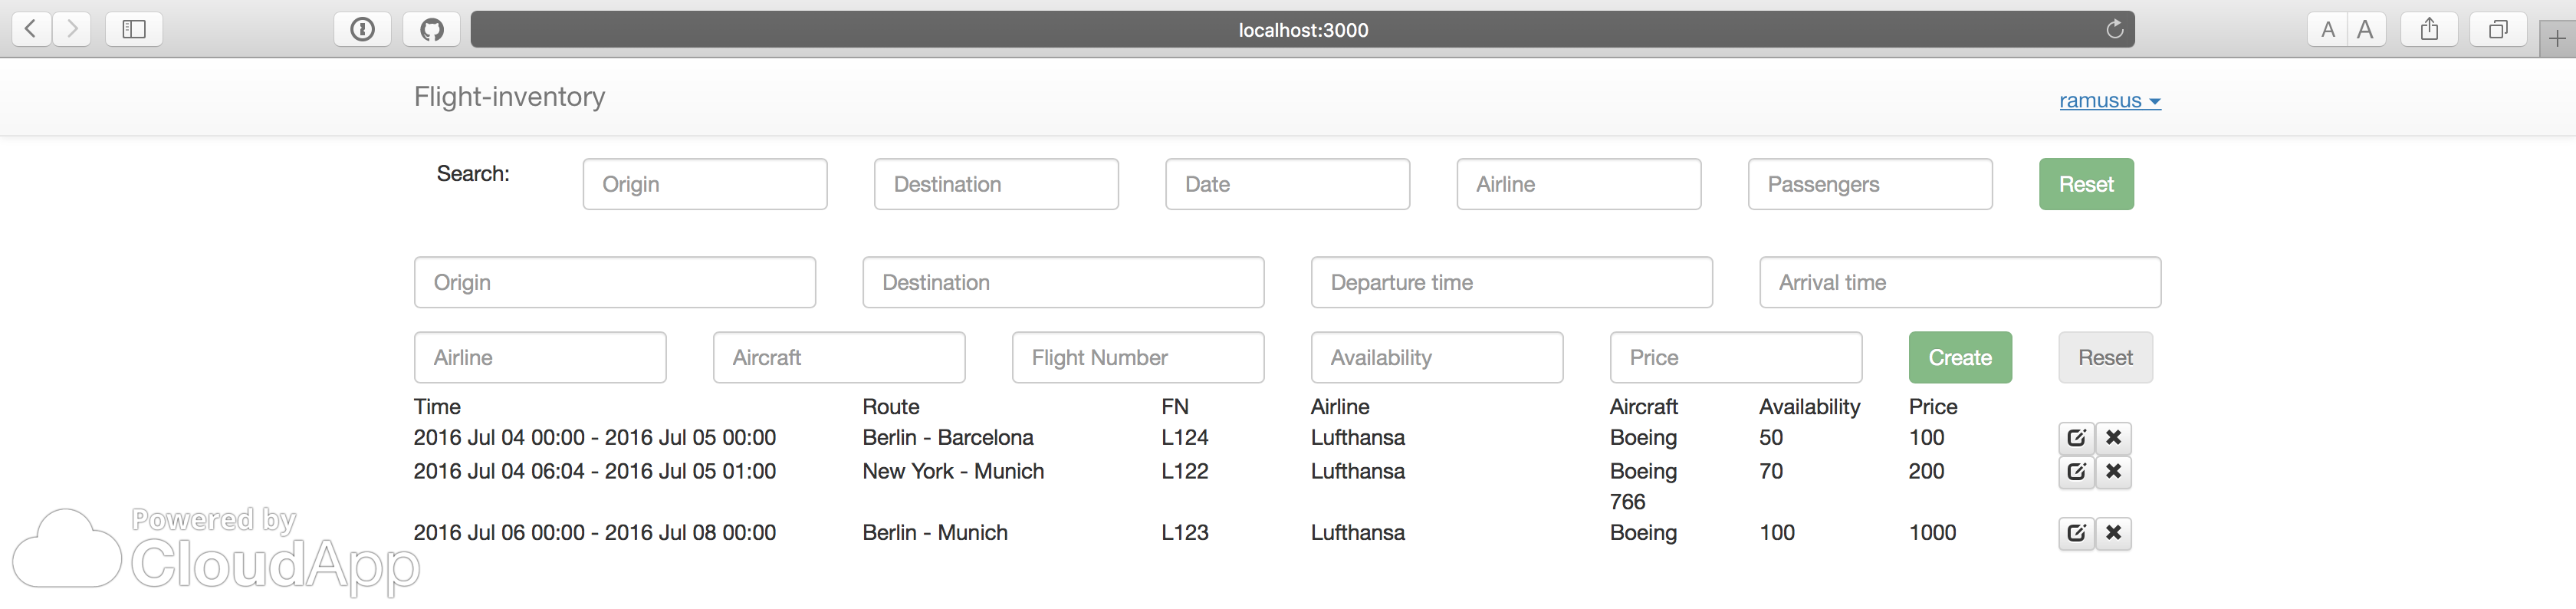 localhost:3000
A A
Flight-inventory ramusus
Search: Origin Destination Date Airline Passengers Reset
Origin Destination Departure time Arrival time
Airline Aircraft Flight Number Availability Price Create Reset
Time Route FN Airline Aircraft Availability Price
2016 Jul 04 00:00 - 2016 Jul 05 00:00 Berlin - Barcelona L124 Lufthansa Boeing 50 100
2016 Jul 04 06:04 - 2016 Jul 05 01:00 New York - Munich L122 Lufthansa Boeing 70 200
766
2016 Jul 06 00:00 - 2016 Jul 08 00:00 Berlin - Munich L123 Lufthansa Boeing 100 1000
Powered by
CloudApp